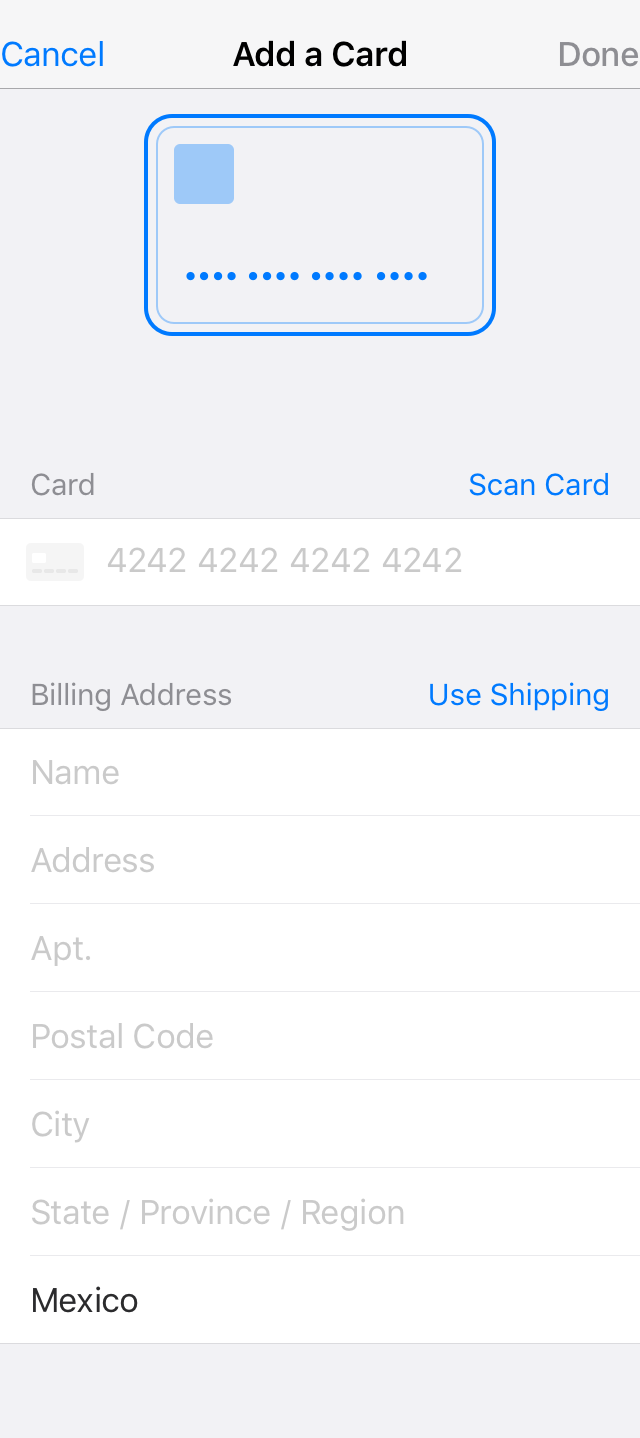 Cancel Add a Card Done
Card Scan Card
4242 4242 4242 4242
Billing Address Use Shipping
Name
Address
Apt.
Postal Code
City
State / Province / Region
Mexico